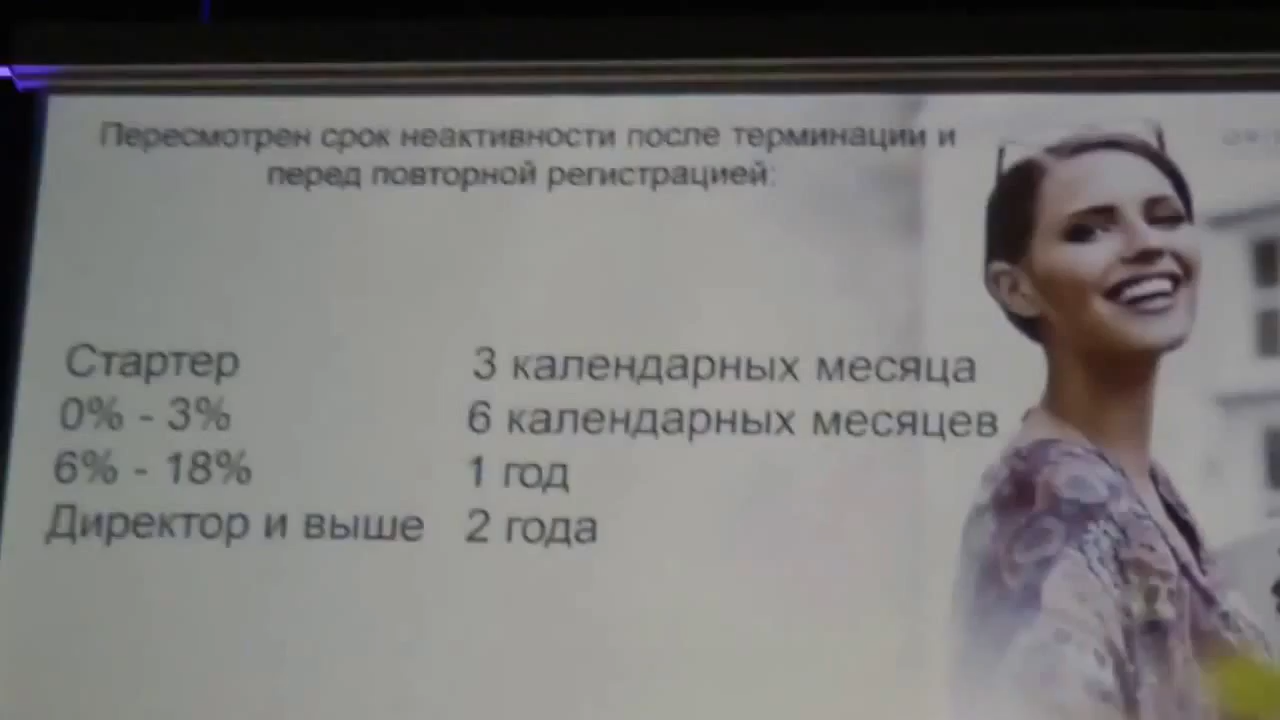 Пересмотрен срок неактивности после терминации и
перед повторной регистрацией:
Стартер 3 календарных месяца
0% - 3% 6 календарных месяцев
6% - 18% 1 год
Директор и выше 2 года